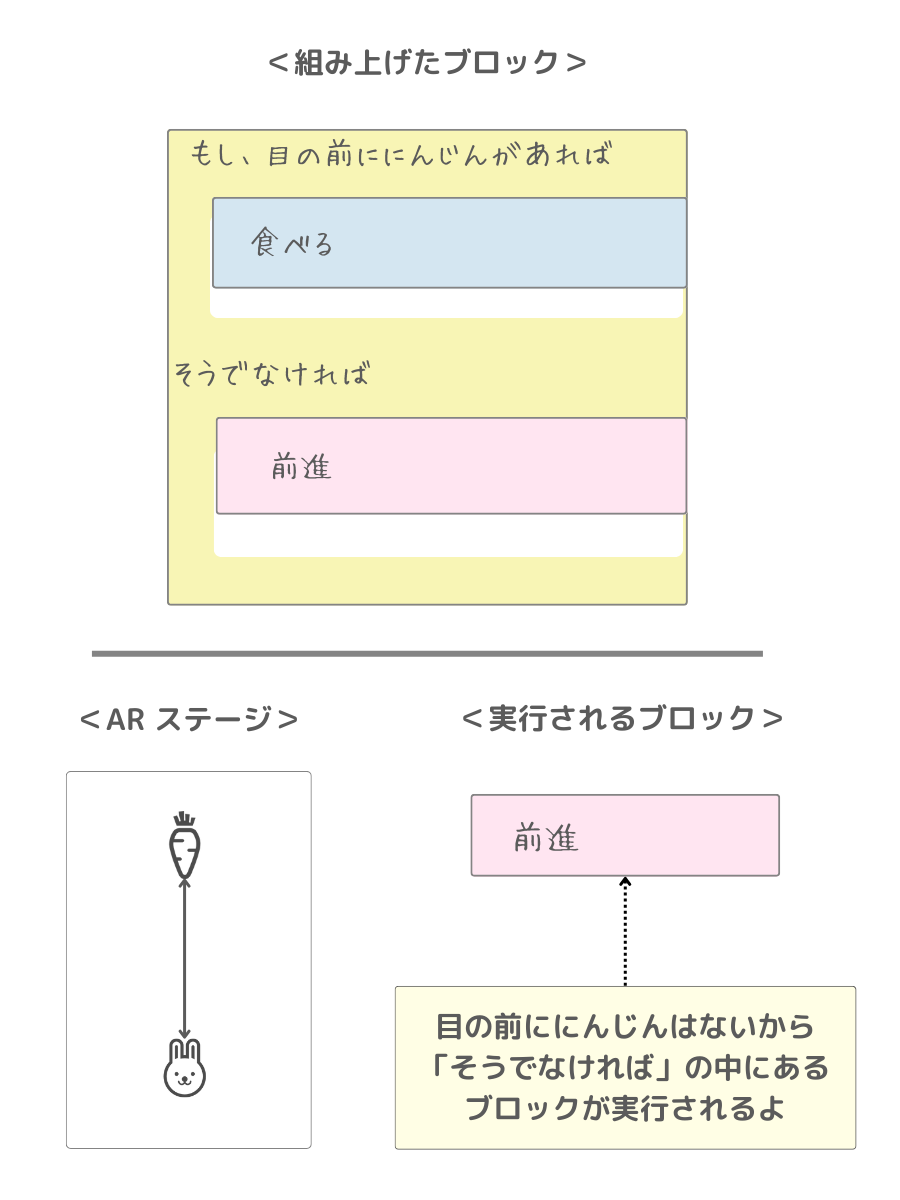 ＜組み上げたブロック＞
もし、目の前ににんじんがあれば
食べる
そうでなければ
前進
＜AR ステージ＞
＜実行されるブロック＞
前進
目の前ににんじんはないから
「そうでなければ」の中にある
ブロックが実行されるよ